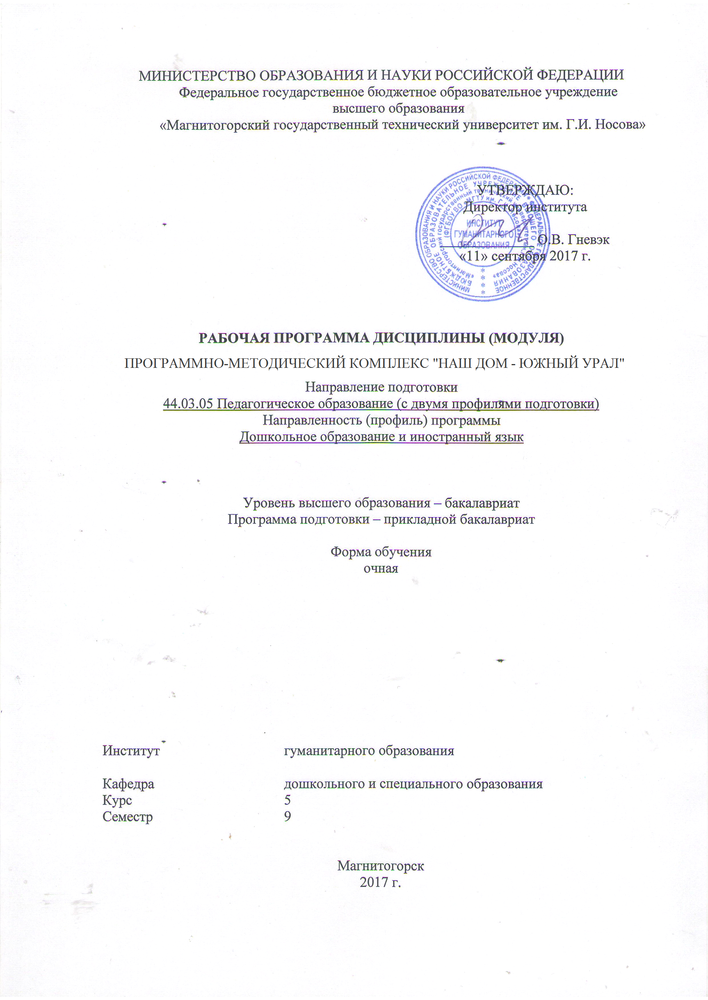 МИНИСТЕРСТВО ОБРАЗОВАНИЯ И НАУКИ РОССИЙСКОЙ ФЕДЕРАЦИИ
Федеральное государственное бюджетное образовательное учреждение
высшего образования
«Магнитогорский государственный технический университет им. Г.И. Носова»
УТВЕРЖДАЮ:
Директор института
ИНСТИТУТ
ГУМАНИТАРНОГО
ОБРАЗОВАНИЯ
О.В. Гневэк
«11» сентября 2017 г.
РАБОЧАЯ ПРОГРАММА ДИСЦИПЛИНЫ (МОДУЛЯ)
ПРОГРАММНО-МЕТОДИЧЕСКИЙ КОМПЛЕКС "НАШ ДОМ - ЮЖНЫЙ УРАЛ"
Направление подготовки
44.03.05 Педагогическое образование (с двумя профилями подготовки)
Направленность (профиль) программы
Дошкольное образование и иностранный язык
Уровень высшего образования – бакалавриат
Программа подготовки – прикладной бакалавриат
Форма обучения
очная
Институт гуманитарного образования
Кафедра дошкольного и специального образования
Курс 5
Семестр 9
Магнитогорск
2017 г.